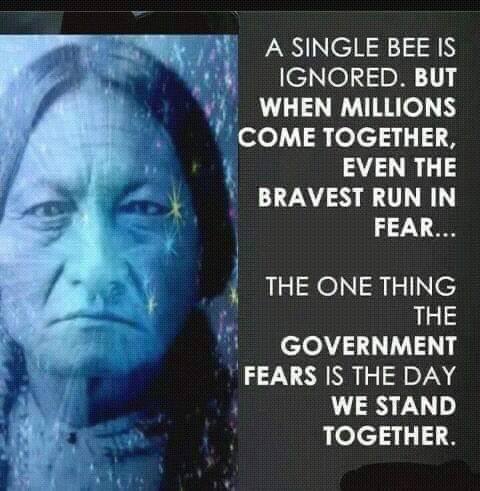 A SINGLE BEE IS
IGNORED. BUT
WHEN MILLIONS
COME TOGETHER,
EVEN THE
BRAVEST RUN IN
FEAR...
THE ONE THING
THE
GOVERNMENT
FEARS IS THE DAY
WE STAND
TOGETHER.